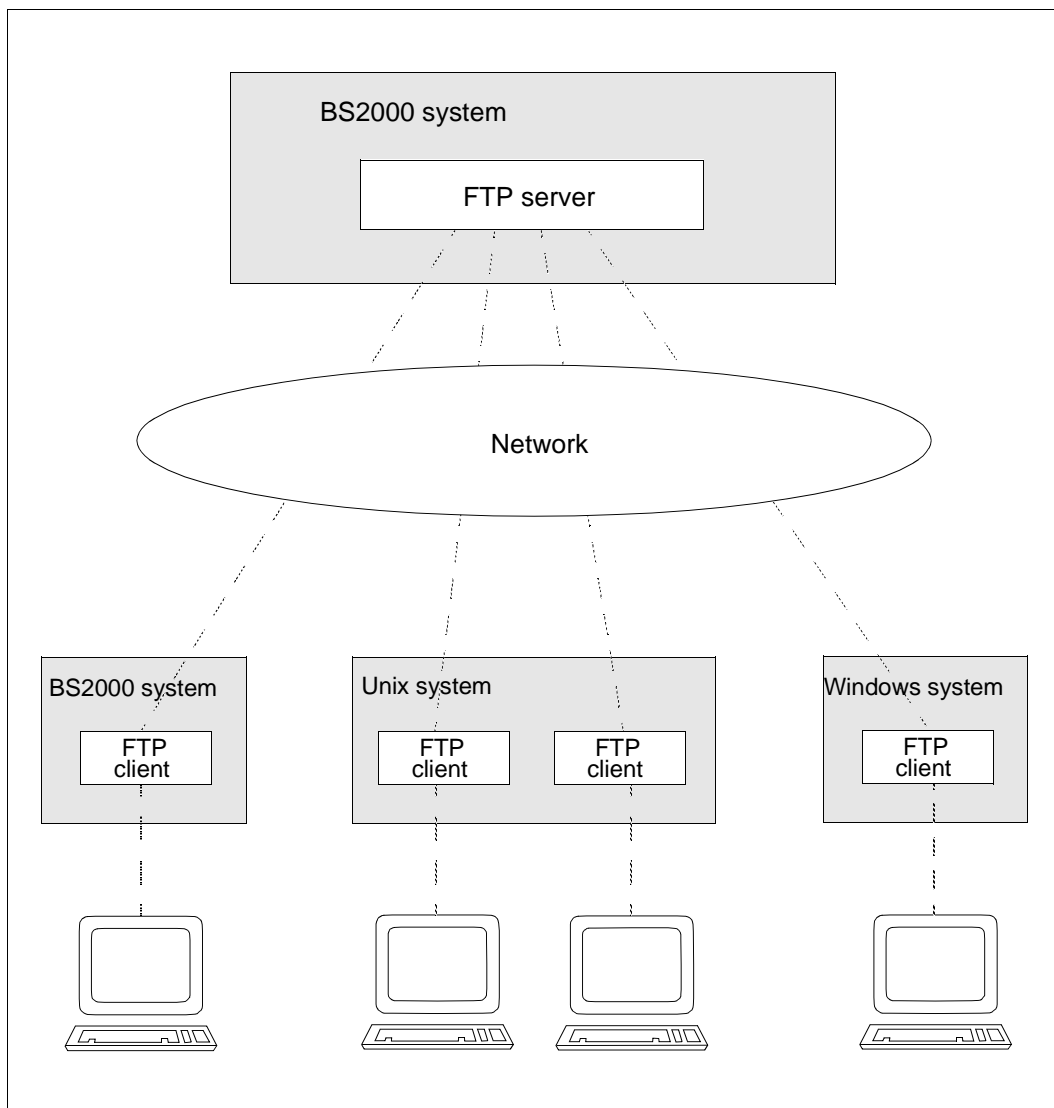 BS2000 system
FTP server
Network
BS2000 system
FTP
client
Unix system
FTP
client
FTP
client
Windows system
FTP
client